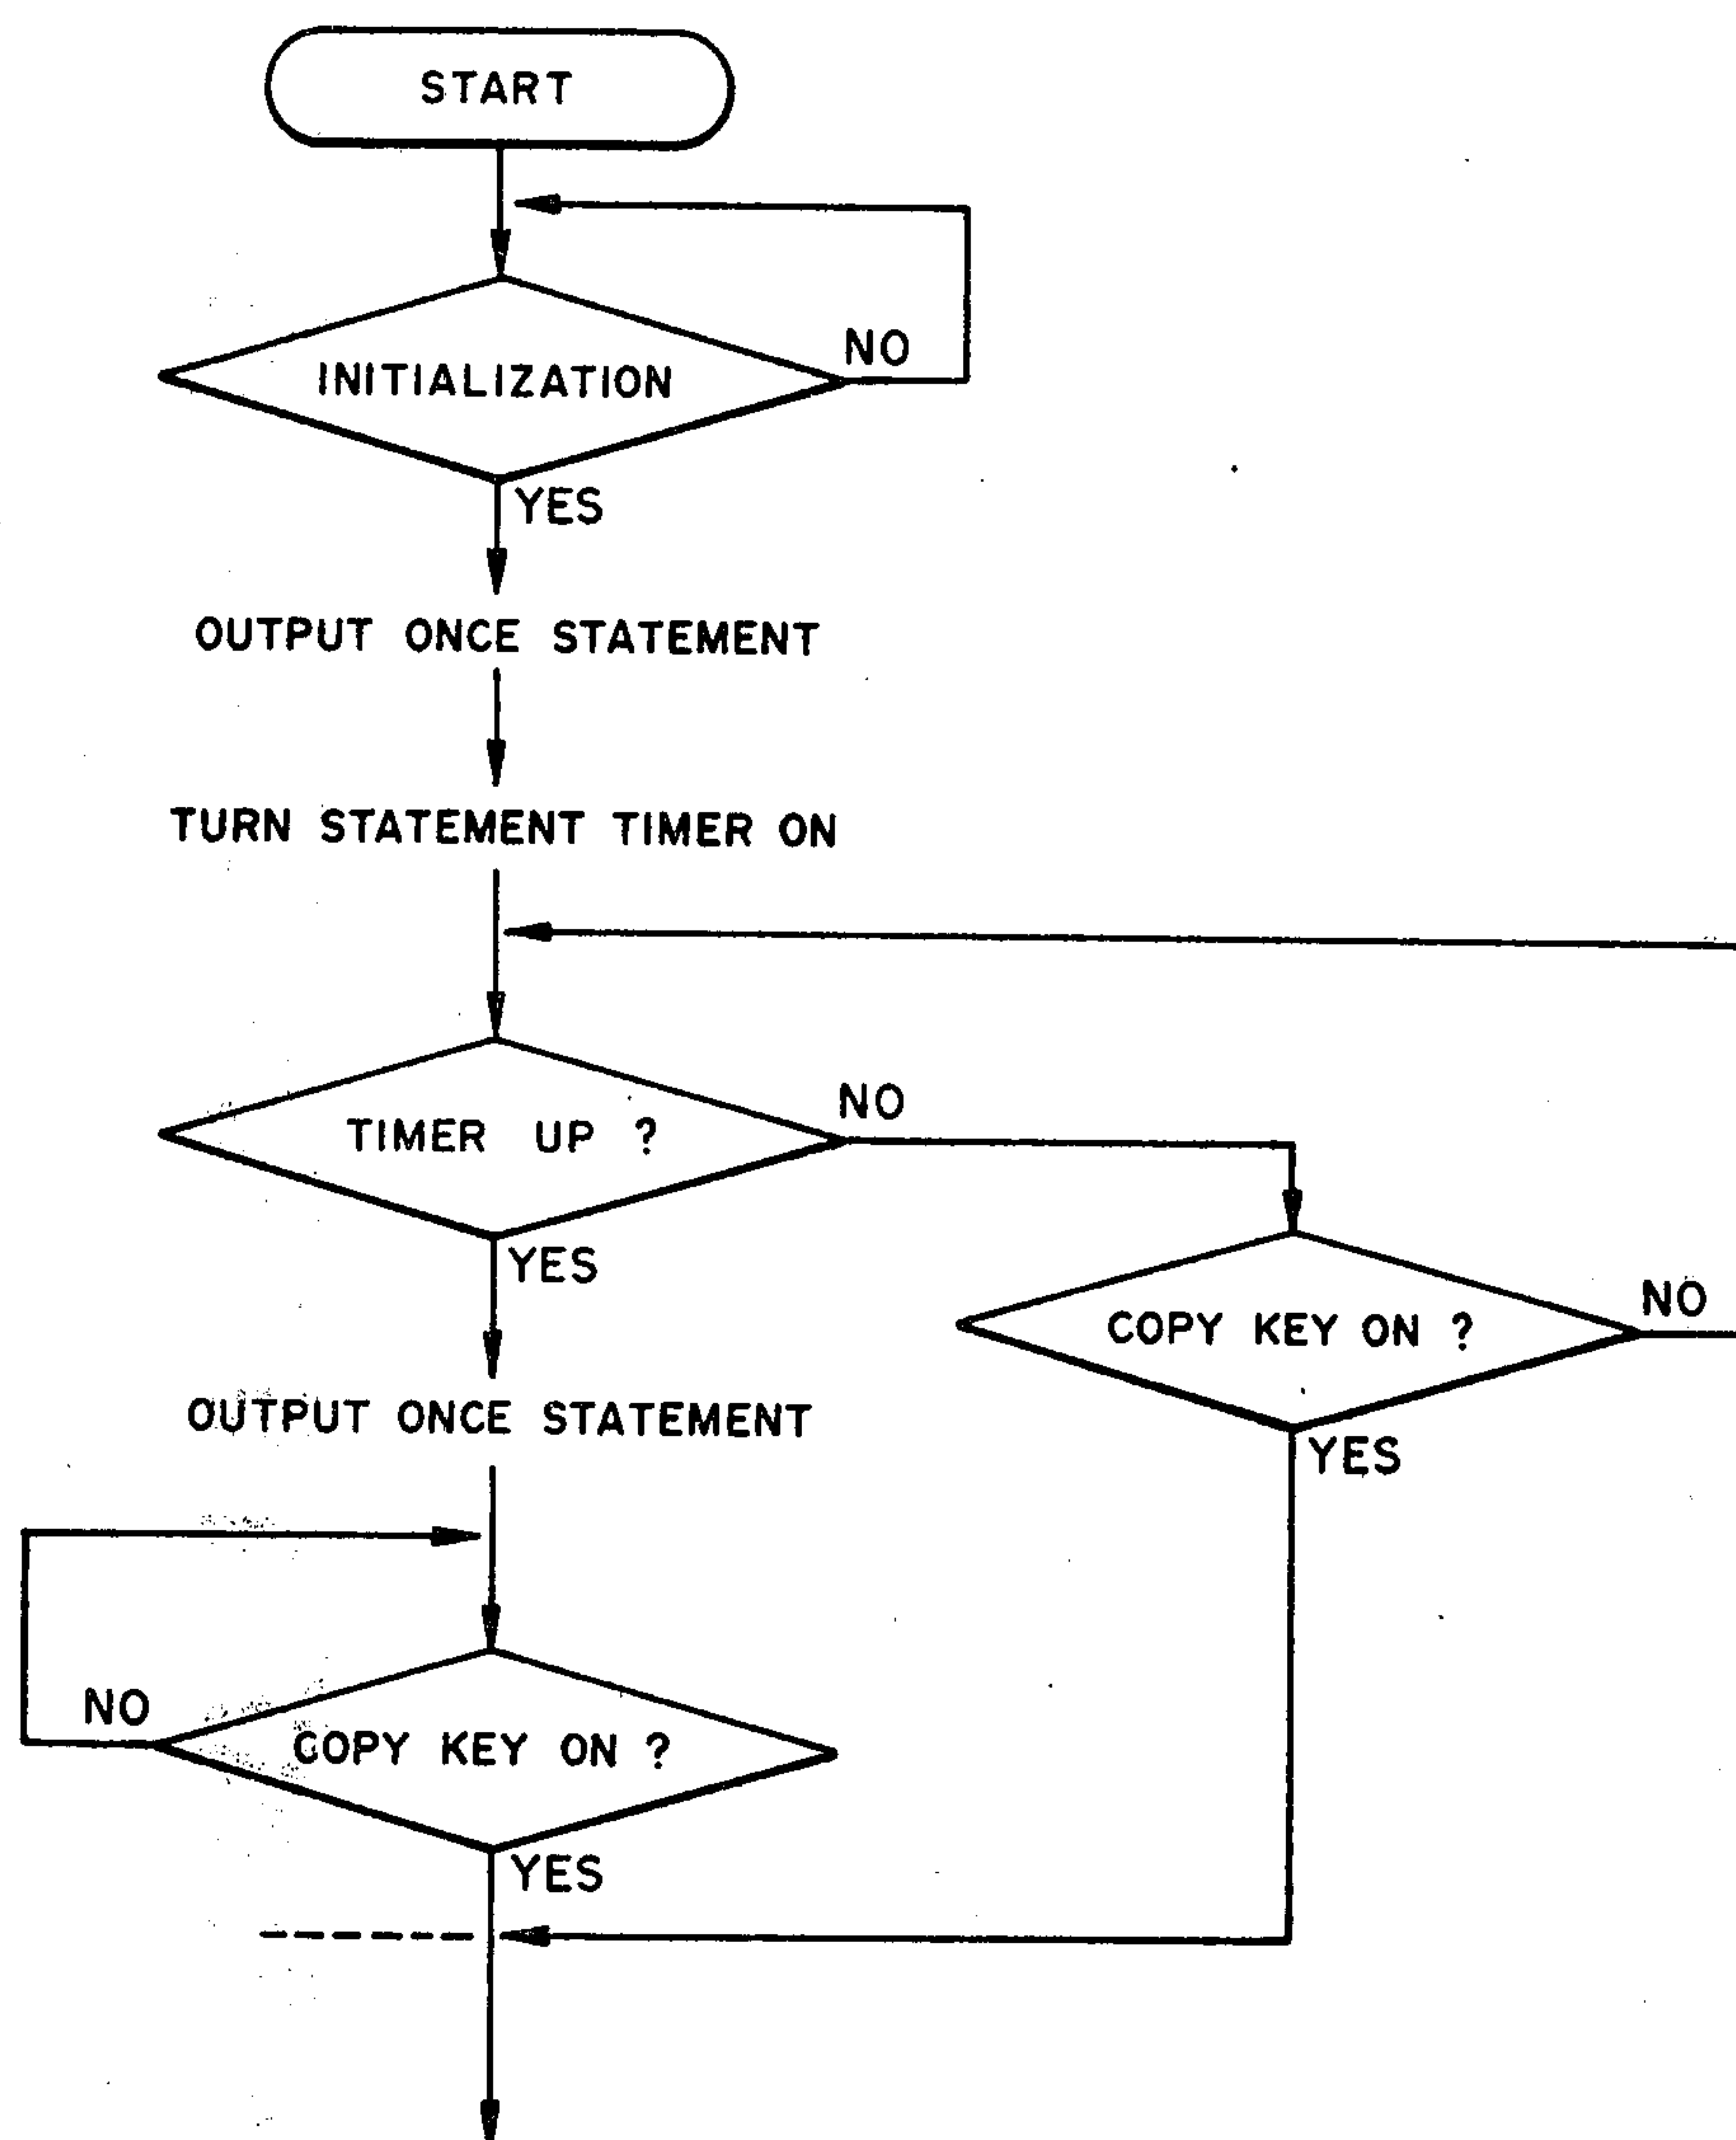 START
NO
INITIALIZATION
YES
OUTPUT ONCE STATEMENT
TURN STATEMENT TIMER ON
NO
TIMER UP ?
YES
NO
COPY KEY ON ?
OUTPUT ONCE STATEMENT
YES
NO
COPY KEY ON ?
YES